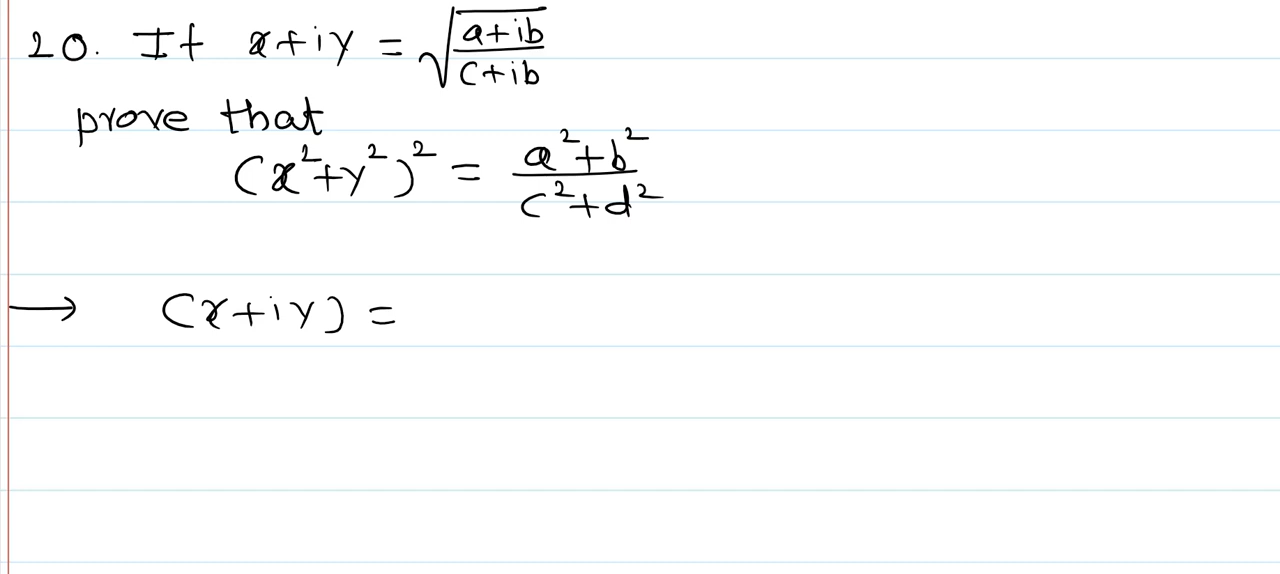 20. If x+iy = √(a+ib / c+ib)
prove that
(x²+y²)² = a²+b² / c²+d²
→ (x+iy) =